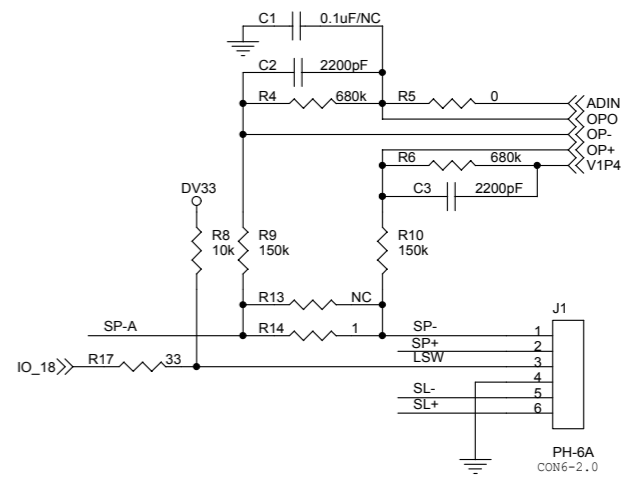 C1 0.1uF/NC
C2 2200pF
R4 680k R5 0 ADIN
OPO
OP-
OP+
R6 680k V1P4
DV33 C3 2200pF
R8 R9 R10
10k 150k 150k
R13 NC
J1
SP-A R14 1 SP- 1
SP+ 2
IO_18 R17 33 LSW 3
4
SL- 5
SL+ 6
PH-6A
CON6-2.0